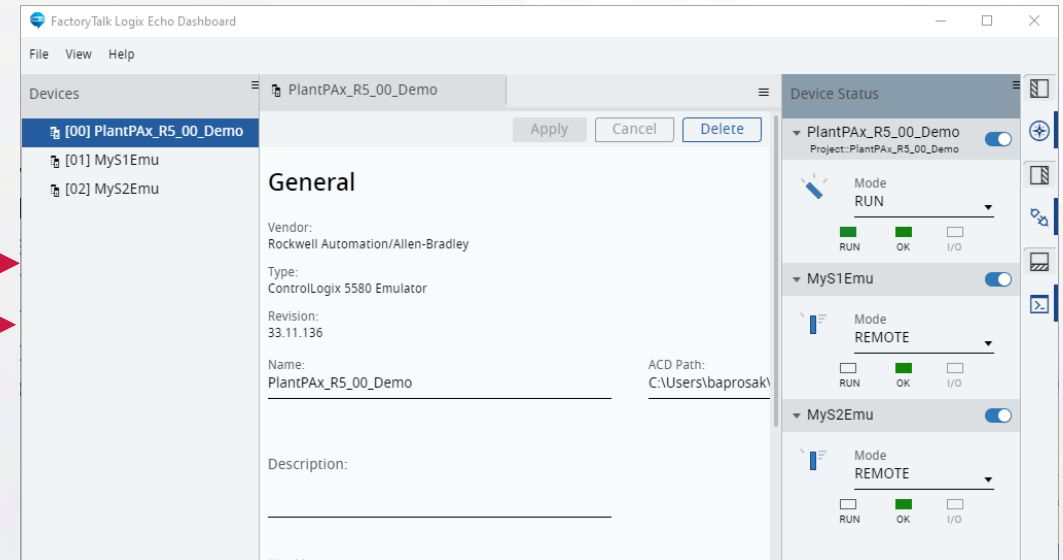 FactoryTalk Logix Echo Dashboard
File View Help
Devices
[00] PlantPAx_R5_00_Demo
[01] MyS1Emu
[02] MyS2Emu
PlantPAx_R5_00_Demo
Apply Cancel Delete
General
Vendor:
Rockwell Automation/Allen-Bradley
Type:
ControlLogix 5580 Emulator
Revision:
33.11.136
Name:
PlantPAx_R5_00_Demo
ACD Path:
C:\Users\baprosak\
Description:
Device Status
PlantPAx_R5_00_Demo
Project::PlantPAx_R5_00_Demo
Mode
RUN
RUN OK I/O
MyS1Emu
Mode
REMOTE
RUN OK I/O
MyS2Emu
Mode
REMOTE
RUN OK I/O